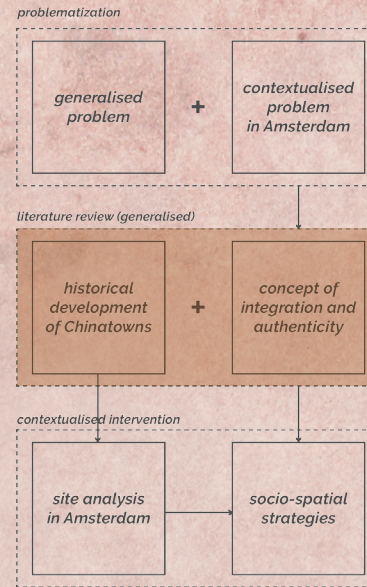 problematization
generalised
problem
+
contextualised
problem
in Amsterdam
literature review (generalised)
historical
development
of Chinatowns
+
concept of
integration and
authenticity
contextualised intervention
site analysis
in Amsterdam
socio-spatial
strategies